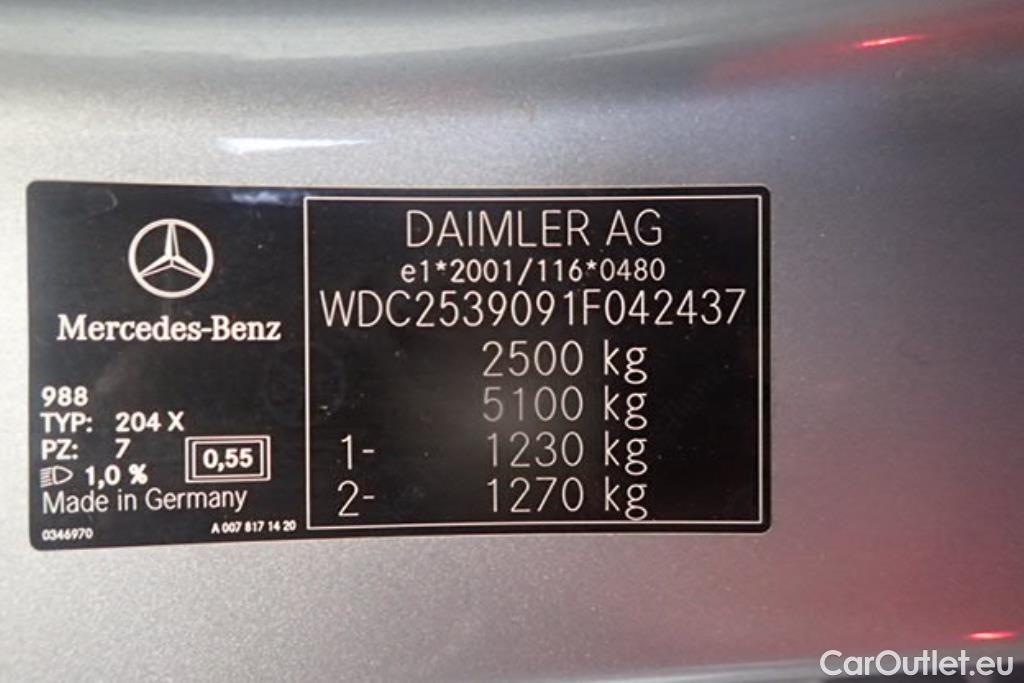 Mercedes-Benz
988
TYP: 204 X
PZ: 7
1,0 %
0,55
Made in Germany
0346970
A 007 817 14 20
DAIMLER AG
e1*2001/116*0480
WDC2539091F042437
2500 kg
5100 kg
1- 1230 kg
2- 1270 kg
CarOutlet.eu